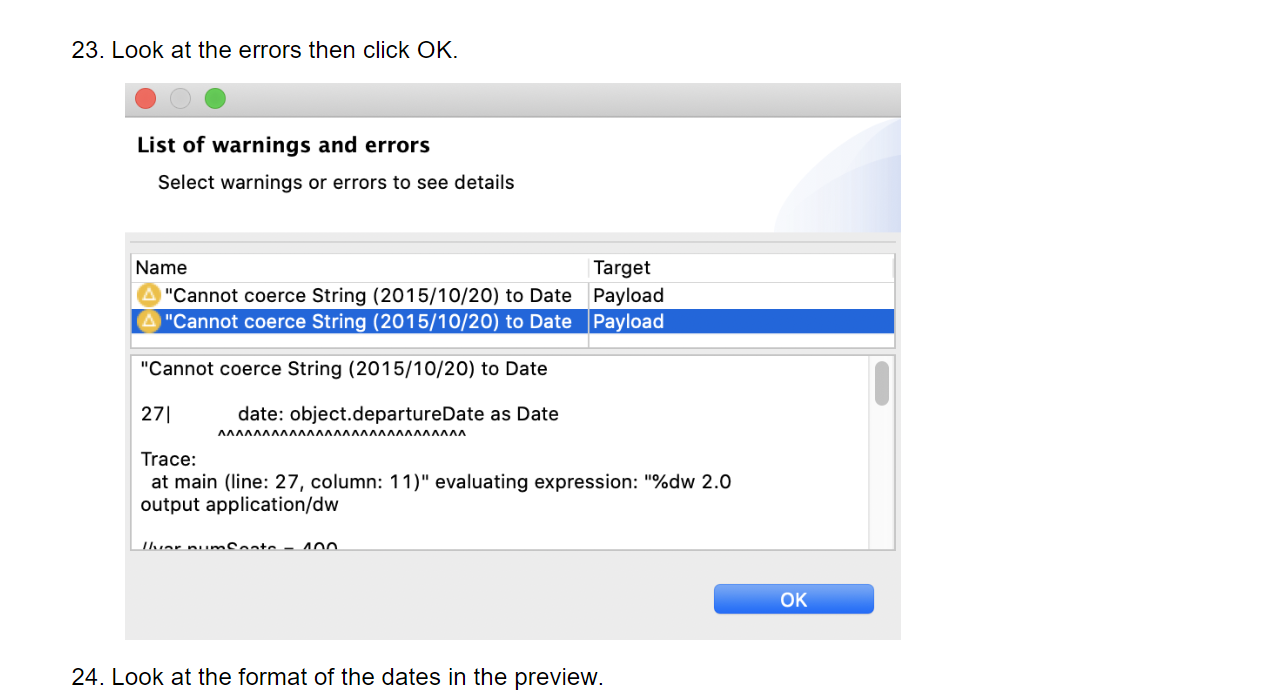 23. Look at the errors then click OK.
List of warnings and errors
Select warnings or errors to see details
Name Target
"Cannot coerce String (2015/10/20) to Date Payload
"Cannot coerce String (2015/10/20) to Date Payload
"Cannot coerce String (2015/10/20) to Date
27| date: object.departureDate as Date
^^^^^^^^^^^^^^^^^^^^^^^^^^^^
Trace:
at main (line: 27, column: 11)" evaluating expression: "%dw 2.0
output application/dw
//var numSeats = 400
OK
24. Look at the format of the dates in the preview.